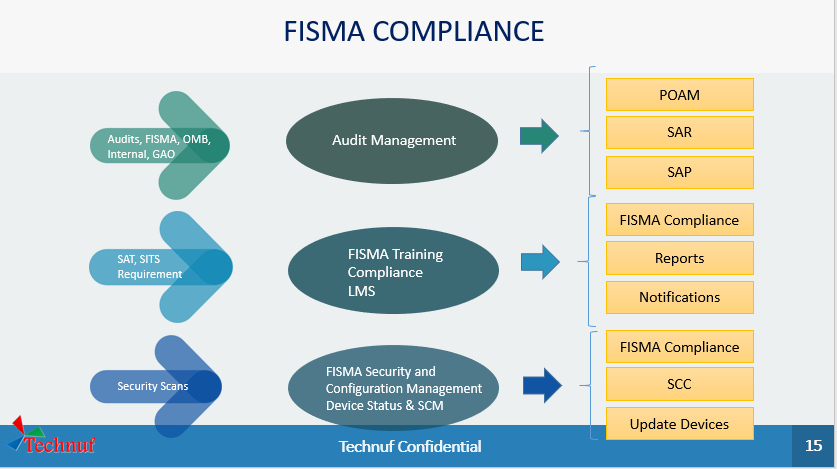 FISMA COMPLIANCE
Audits, FISMA, OMB,
Internal, GAO
Audit Management
POAM
SAR
SAP
SAT, SITS
Requirement
FISMA Training
Compliance
LMS
FISMA Compliance
Reports
Notifications
Security Scans
FISMA Security and
Configuration Management
Device Status & SCM
FISMA Compliance
SCC
Update Devices
Technuf
Technuf Confidential
15